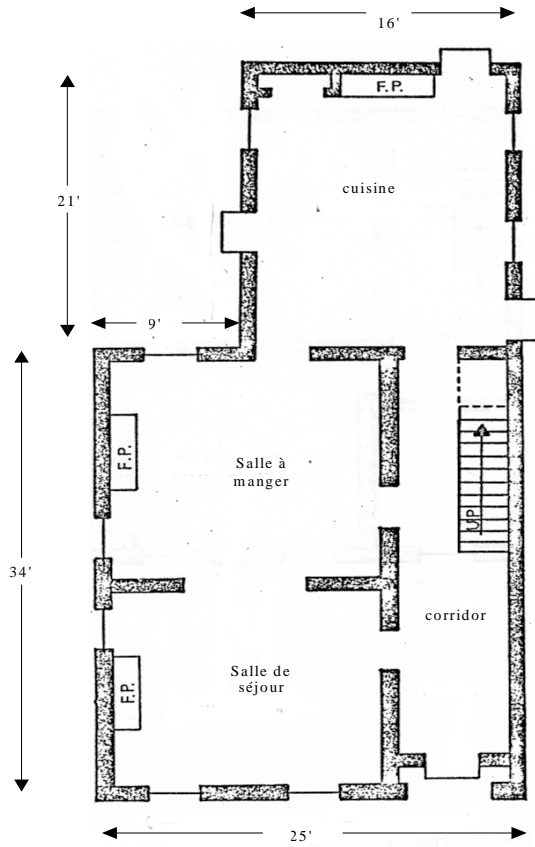 16'
F.P.
cuisine
21'
9'
F.P.
Salle à
manger
UP
34'
corridor
Salle de
séjour
F.P.
25'